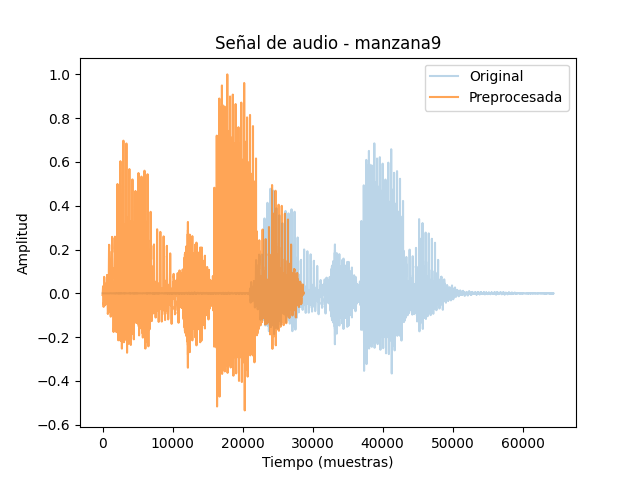 Señal de audio - manzana9
Original
Preprocesada
1.0
0.8
0.6
0.4
0.2
0.0
−0.2
−0.4
−0.6
Amplitud
0 10000 20000 30000 40000 50000 60000
Tiempo (muestras)